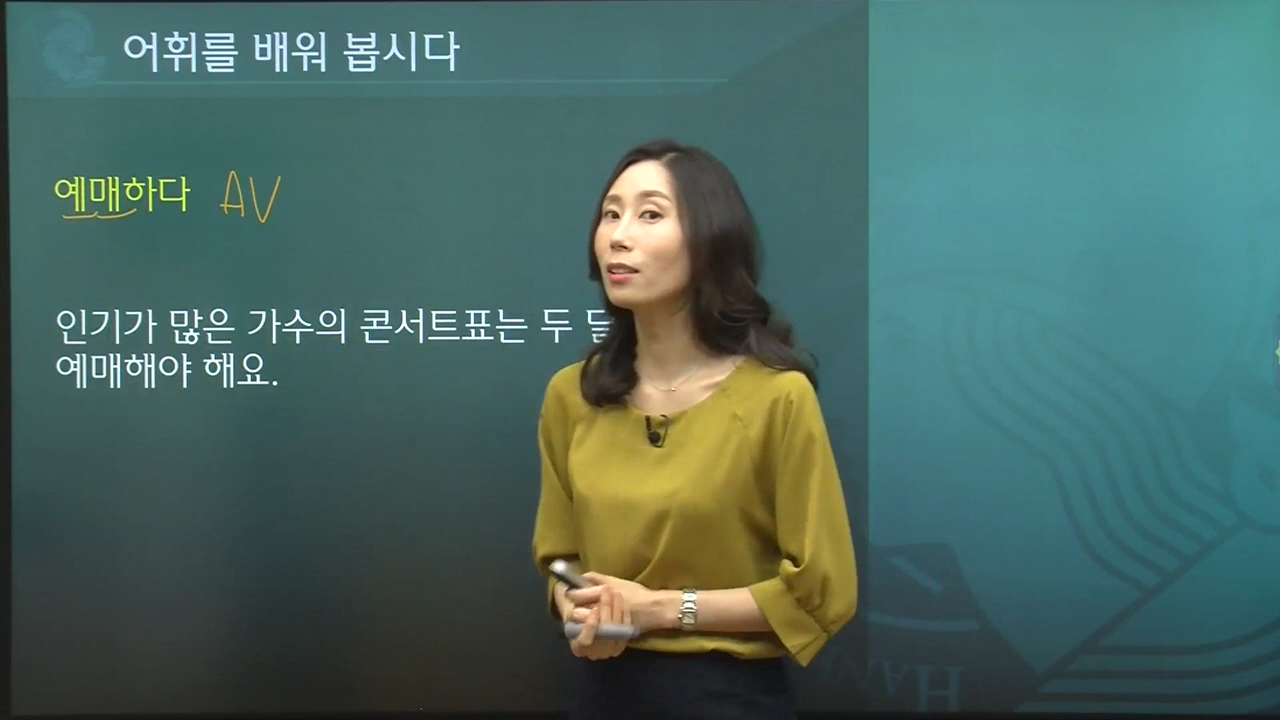 어휘를 배워 봅시다
예매하다 AV
인기가 많은 가수의 콘서트표는 두
예매해야 해요.